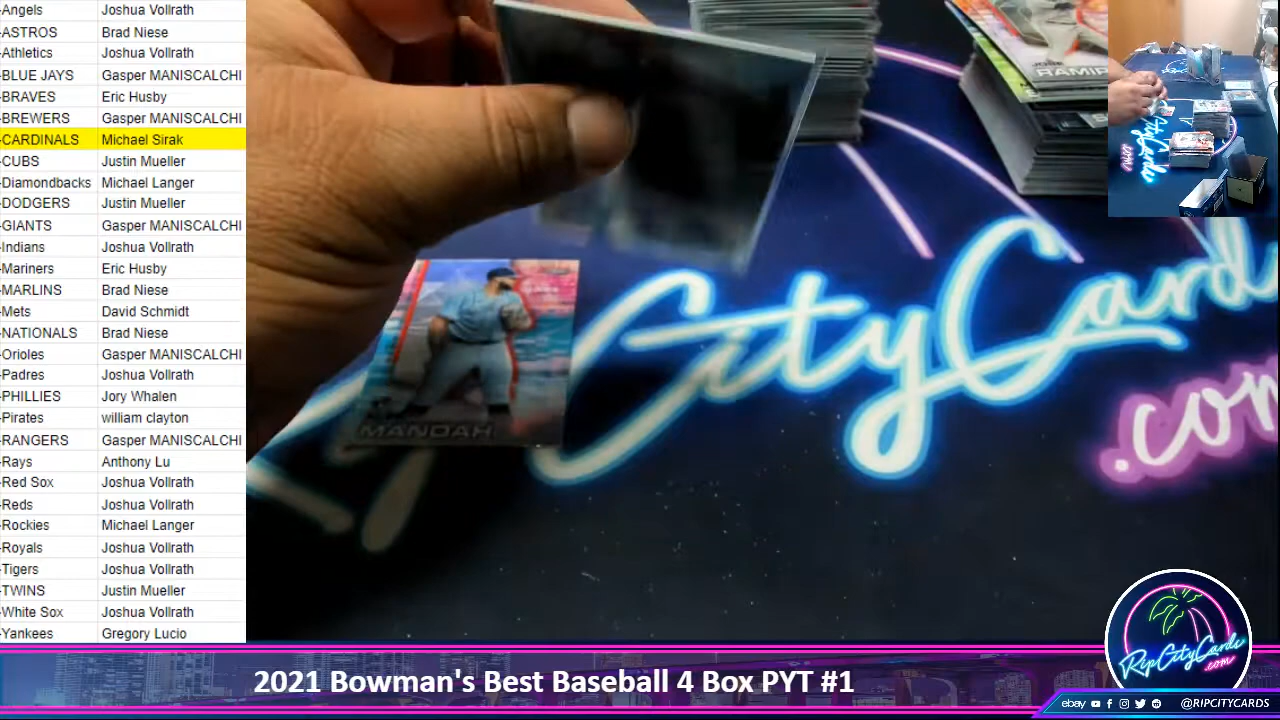 -Angels Joshua Vollrath
-ASTROS Brad Niese
-Athletics Joshua Vollrath
-BLUE JAYS Gasper MANISCALCHI
-BRAVES Eric Husby
-BREWERS Gasper MANISCALCHI
-CARDINALS Michael Sirak
-CUBS Justin Mueller
-Diamondbacks Michael Langer
-DODGERS Justin Mueller
-GIANTS Gasper MANISCALCHI
-Indians Joshua Vollrath
-Mariners Eric Husby
-MARLINS Brad Niese
-Mets David Schmidt
-NATIONALS Brad Niese
-Orioles Gasper MANISCALCHI
-Padres Joshua Vollrath
-PHILLIES Jory Whalen
-Pirates william clayton
-RANGERS Gasper MANISCALCHI
-Rays Anthony Lu
-Red Sox Joshua Vollrath
-Reds Joshua Vollrath
-Rockies Michael Langer
-Royals Joshua Vollrath
-Tigers Joshua Vollrath
-TWINS Justin Mueller
-White Sox Joshua Vollrath
-Yankees Gregory Lucio
JOSE
RAMIR
MANOAH
CityCard
.com
CityCards
.com
2021 Bowman's Best Baseball 4 Box PYT #1
RipCityCards
.com
ebay @RIPCITYCARDS